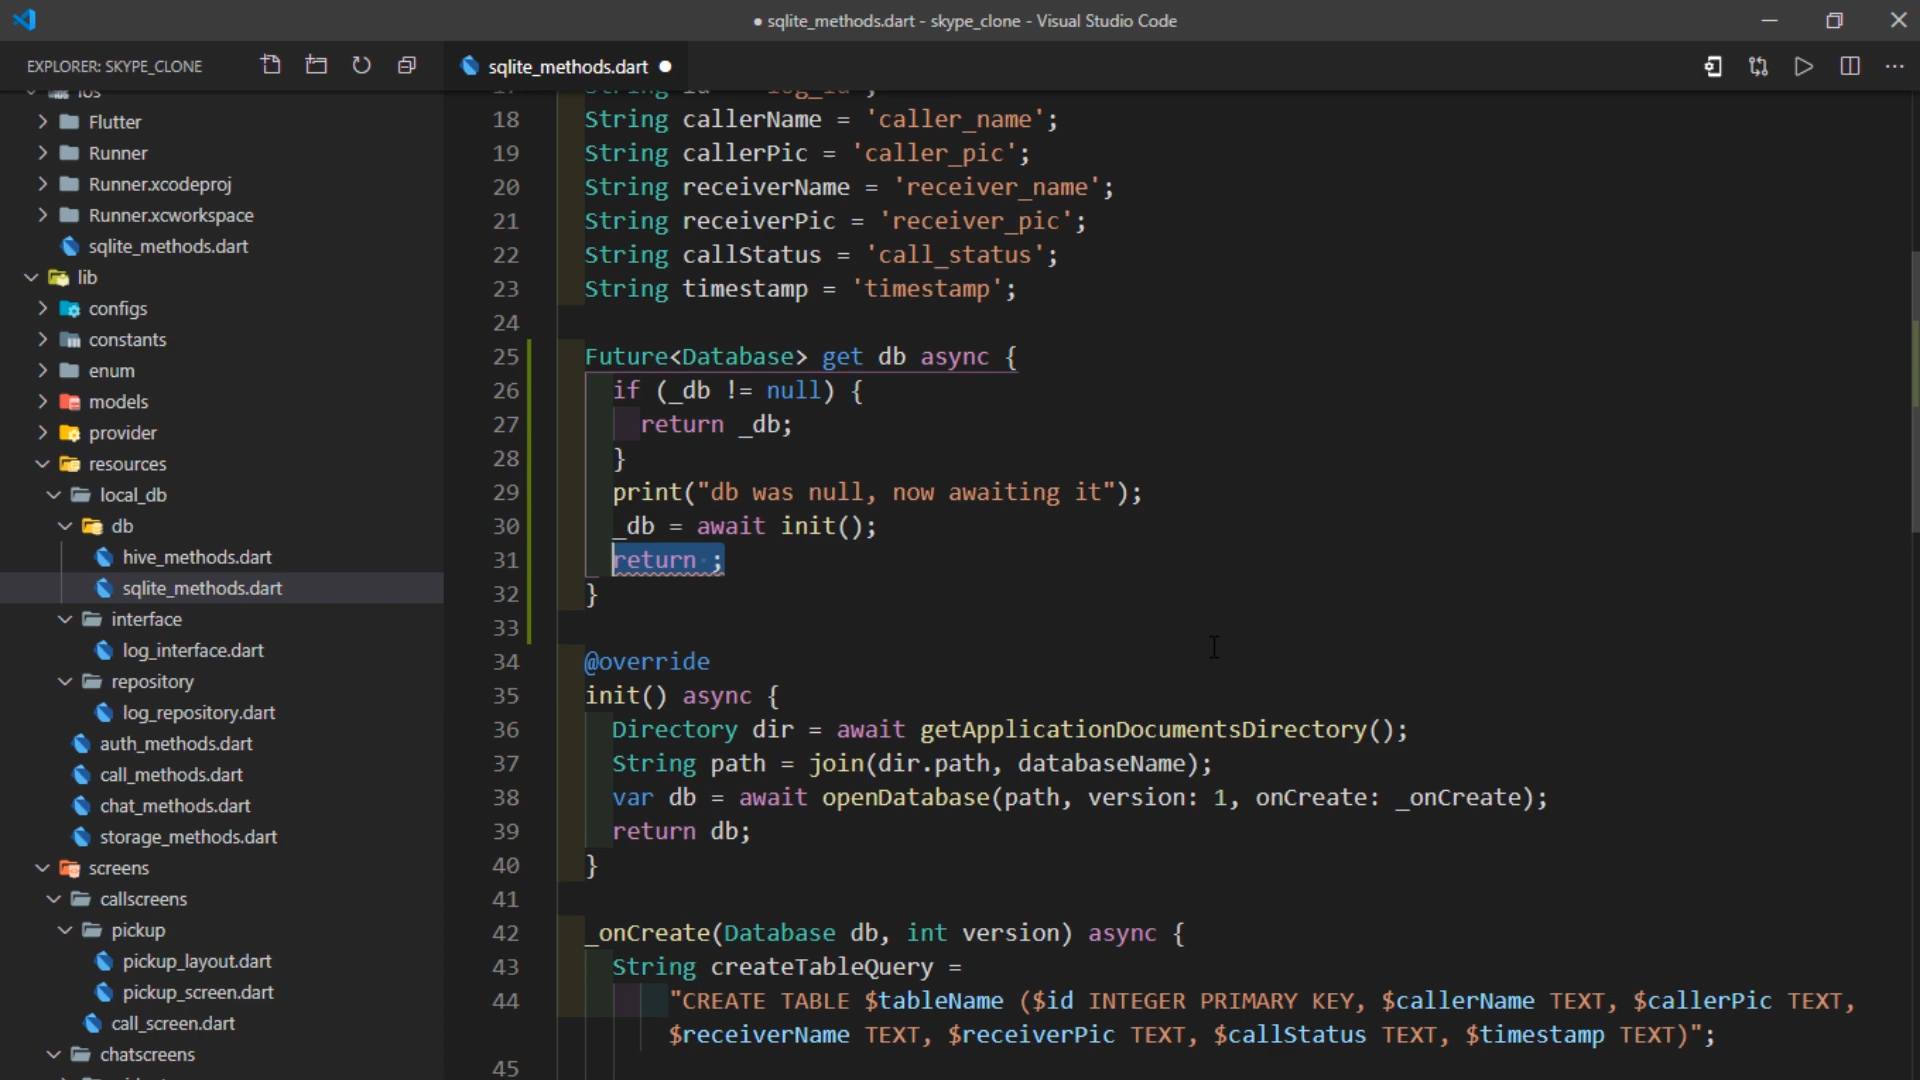 ● sqlite_methods.dart - skype_clone - Visual Studio Code
EXPLORER: SKYPE_CLONE
ios
Flutter
Runner
Runner.xcodeproj
Runner.xcworkspace
sqlite_methods.dart
lib
configs
constants
enum
models
provider
resources
local_db
db
hive_methods.dart
sqlite_methods.dart
interface
log_interface.dart
repository
log_repository.dart
auth_methods.dart
call_methods.dart
chat_methods.dart
storage_methods.dart
screens
callscreens
pickup
pickup_layout.dart
pickup_screen.dart
call_screen.dart
chatscreens
sqlite_methods.dart ●
17 String id = 'log_id';
18 String callerName = 'caller_name';
19 String callerPic = 'caller_pic';
20 String receiverName = 'receiver_name';
21 String receiverPic = 'receiver_pic';
22 String callStatus = 'call_status';
23 String timestamp = 'timestamp';
24
25 Future<Database> get db async {
26 if (_db != null) {
27 return _db;
28 }
29 print("db was null, now awaiting it");
30 _db = await init();
31 return ;
32 }
33
34 @override
35 init() async {
36 Directory dir = await getApplicationDocumentsDirectory();
37 String path = join(dir.path, databaseName);
38 var db = await openDatabase(path, version: 1, onCreate: _onCreate);
39 return db;
40 }
41
42 _onCreate(Database db, int version) async {
43 String createTableQuery =
44 "CREATE TABLE $tableName ($id INTEGER PRIMARY KEY, $callerName TEXT, $callerPic TEXT,
$receiverName TEXT, $receiverPic TEXT, $callStatus TEXT, $timestamp TEXT)";
45